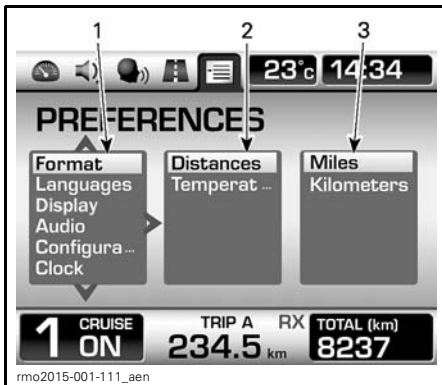 1 2 3
23°c 14:34
PREFERENCES
Format Distances Miles
Languages Temperat ... Kilometers
Display
Audio
Configura ...
Clock
1 CRUISE ON TRIP A RX 234.5 km TOTAL (km) 8237
rmo2015-001-111_aen